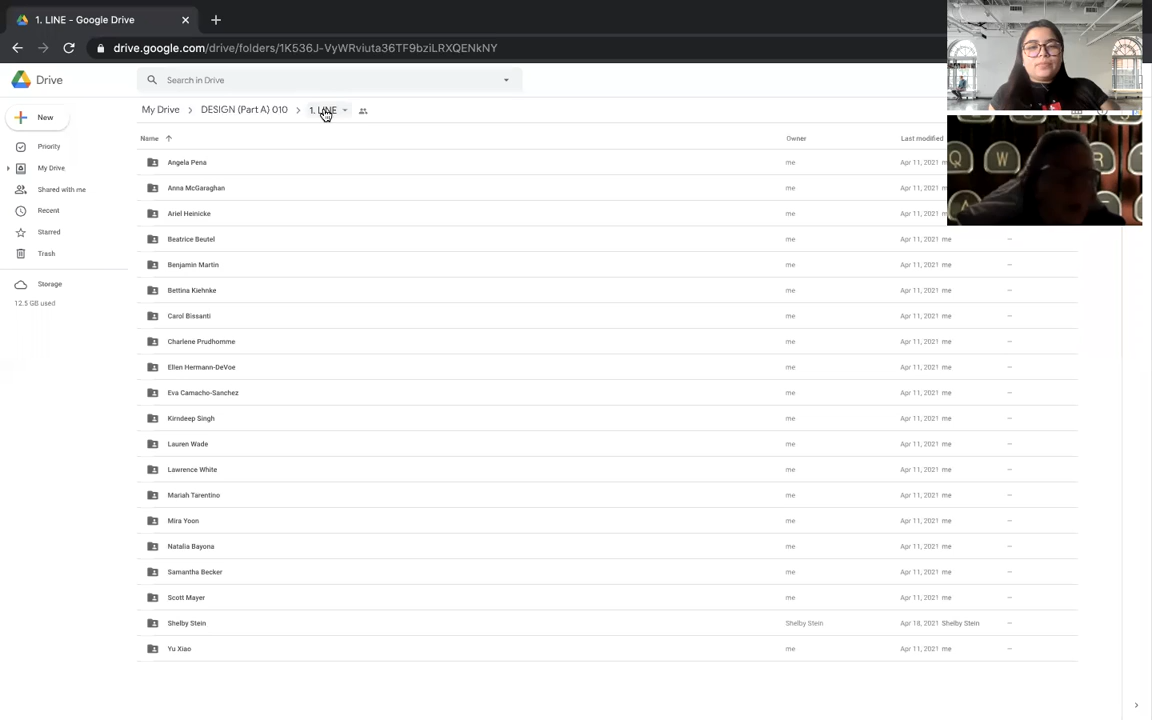 1. LINE - Google Drive
drive.google.com/drive/folders/1K536J-VyWRviuta36TF9bziLRXQENkNY
Drive
Search in Drive
My Drive > DESIGN (Part A) 010 > 1. LINE
New
Priority
My Drive
Shared with me
Recent
Starred
Trash
Storage
12.5 GB used
Name Owner Last modified
Angela Pena me Apr 11, 2021
Anna McGaraghan me Apr 11, 2021
Ariel Heinicke me Apr 11, 2021
Beatrice Beutel me Apr 11, 2021 me –
Benjamin Martin me Apr 11, 2021 me –
Bettina Kiehnke me Apr 11, 2021 me –
Carol Bissanti me Apr 11, 2021 me –
Charlene Prudhomme me Apr 11, 2021 me –
Ellen Hermann-DeVoe me Apr 11, 2021 me –
Eva Camacho-Sanchez me Apr 11, 2021 me –
Kirndeep Singh me Apr 11, 2021 me –
Lauren Wade me Apr 11, 2021 me –
Lawrence White me Apr 11, 2021 me –
Mariah Tarentino me Apr 11, 2021 me –
Mira Yoon me Apr 11, 2021 me –
Natalia Bayona me Apr 11, 2021 me –
Samantha Becker me Apr 11, 2021 me –
Scott Mayer me Apr 11, 2021 me –
Shelby Stein Shelby Stein Apr 18, 2021 Shelby Stein –
Yu Xiao me Apr 11, 2021 me –
Q W R T
A